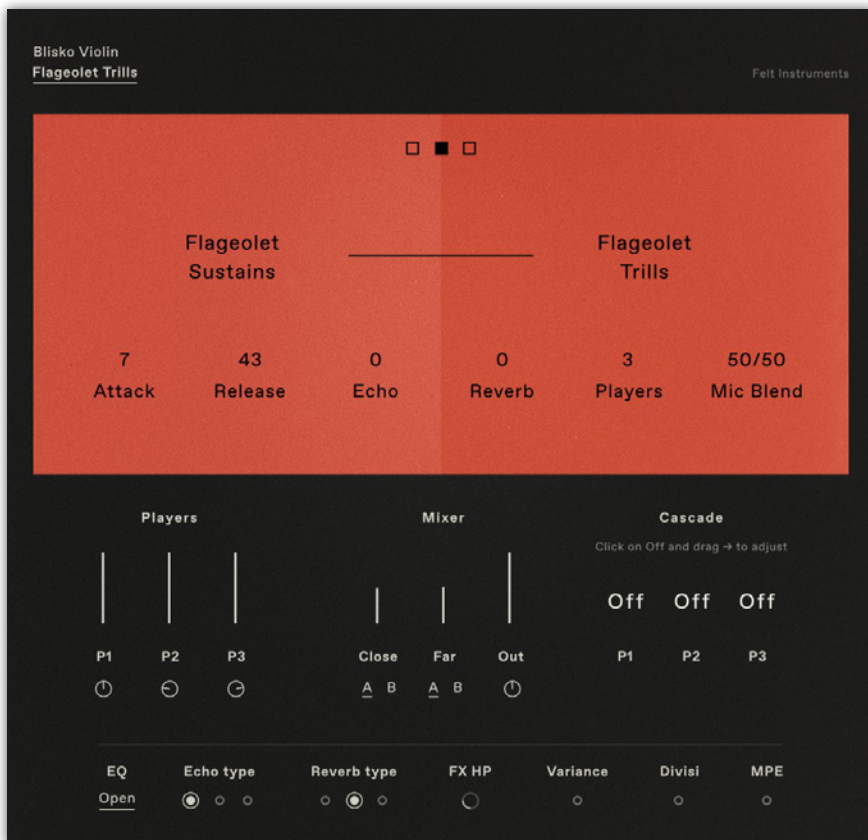 Blisko Violin
Flageolet Trills
Felt Instruments
Flageolet Sustains
Flageolet Trills
7 43 0 0 3 50/50
Attack Release Echo Reverb Players Mic Blend
Players Mixer Cascade
Click on Off and drag → to adjust
Off Off Off
P1 P2 P3 Close Far Out P1 P2 P3
A B A B
EQ Echo type Reverb type FX HP Variance Divisi MPE
Open